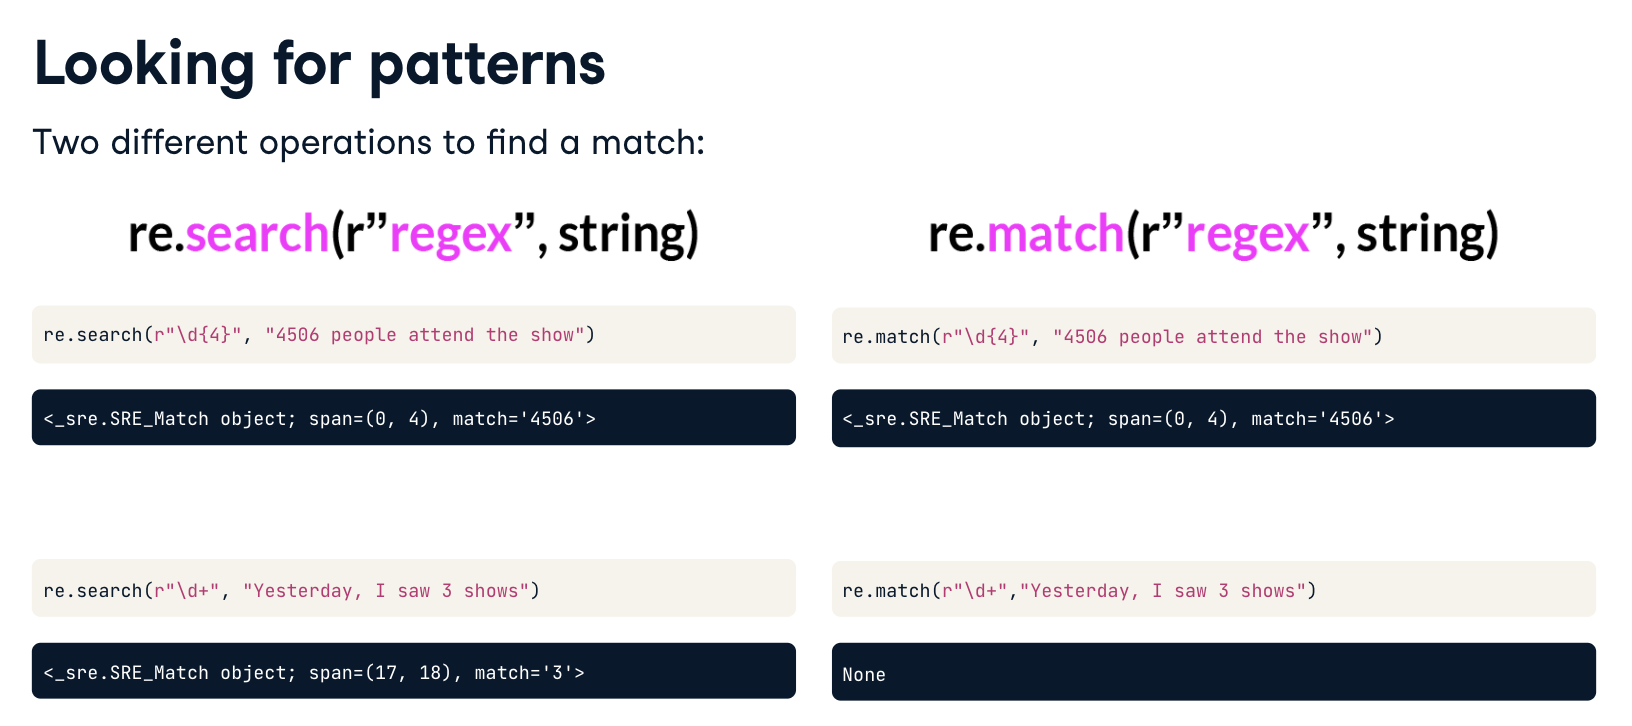 Looking for patterns
Two different operations to find a match:
re.search(r”regex”, string)
re.search(r"\d{4}", "4506 people attend the show")
<_sre.SRE_Match object; span=(0, 4), match='4506'>
re.search(r"\d+", "Yesterday, I saw 3 shows")
<_sre.SRE_Match object; span=(17, 18), match='3'>
re.match(r”regex”, string)
re.match(r"\d{4}", "4506 people attend the show")
<_sre.SRE_Match object; span=(0, 4), match='4506'>
re.match(r"\d+","Yesterday, I saw 3 shows")
None